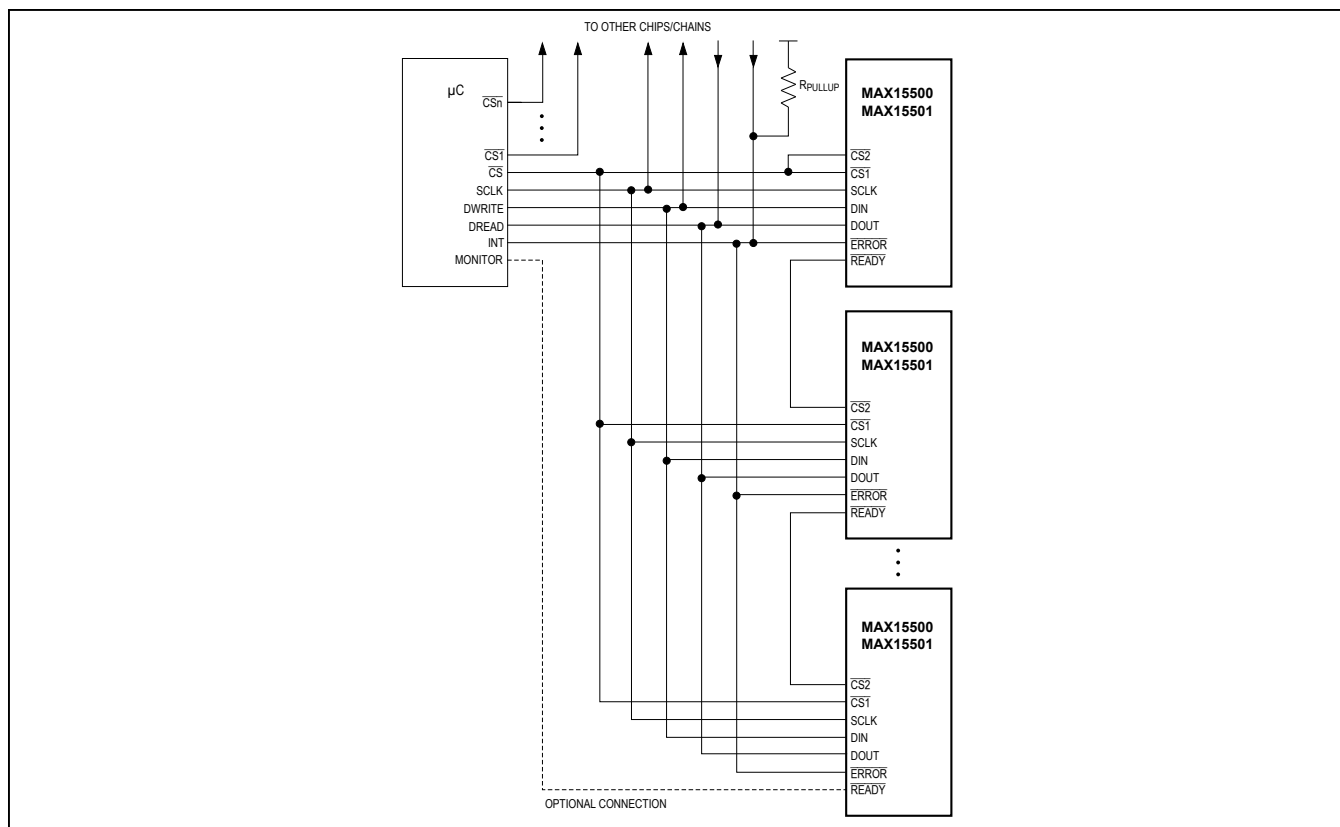 TO OTHER CHIPS/CHAINS
µC
CSn
CS1
CS
SCLK
DWRITE
DREAD
INT
MONITOR
RPULLUP
MAX15500
MAX15501
CS2
CS1
SCLK
DIN
DOUT
ERROR
READY
MAX15500
MAX15501
CS2
CS1
SCLK
DIN
DOUT
ERROR
READY
MAX15500
MAX15501
CS2
CS1
SCLK
DIN
DOUT
ERROR
READY
OPTIONAL CONNECTION